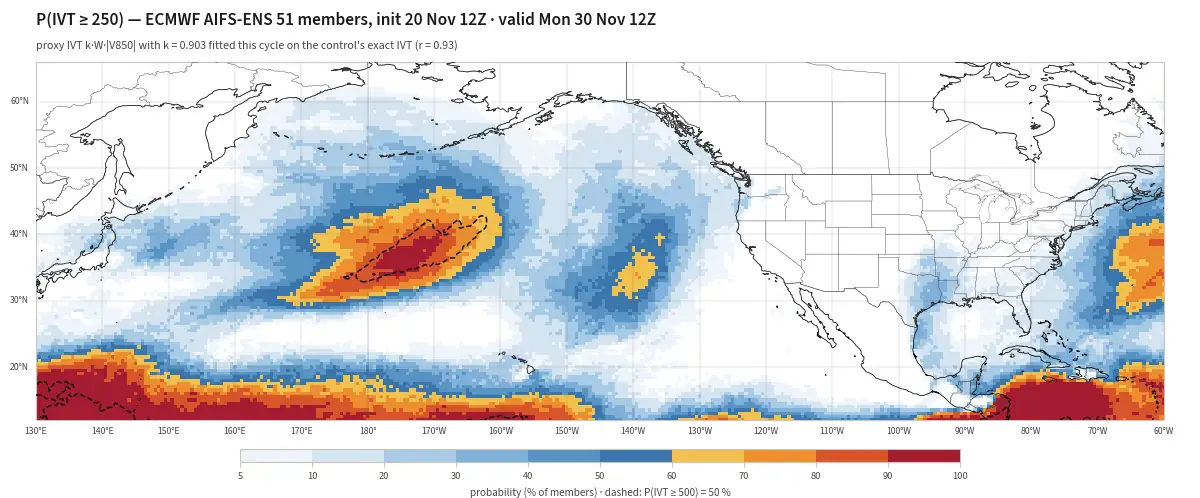 P(IVT ≥ 250) — ECMWF AIFS-ENS 51 members, init 20 Nov 12Z · valid Mon 30 Nov 12Z
proxy IVT k·W·|V850| with k = 0.903 fitted this cycle on the control's exact IVT (r = 0.93)
60°N
50°N
40°N
30°N
20°N
130°E 140°E 150°E 160°E 170°E 180° 170°W 160°W 150°W 140°W 130°W 120°W 110°W 100°W 90°W 80°W 70°W 60°W
5 10 20 30 40 50 60 70 80 90 100
probability (% of members) · dashed: P(IVT ≥ 500) = 50 %